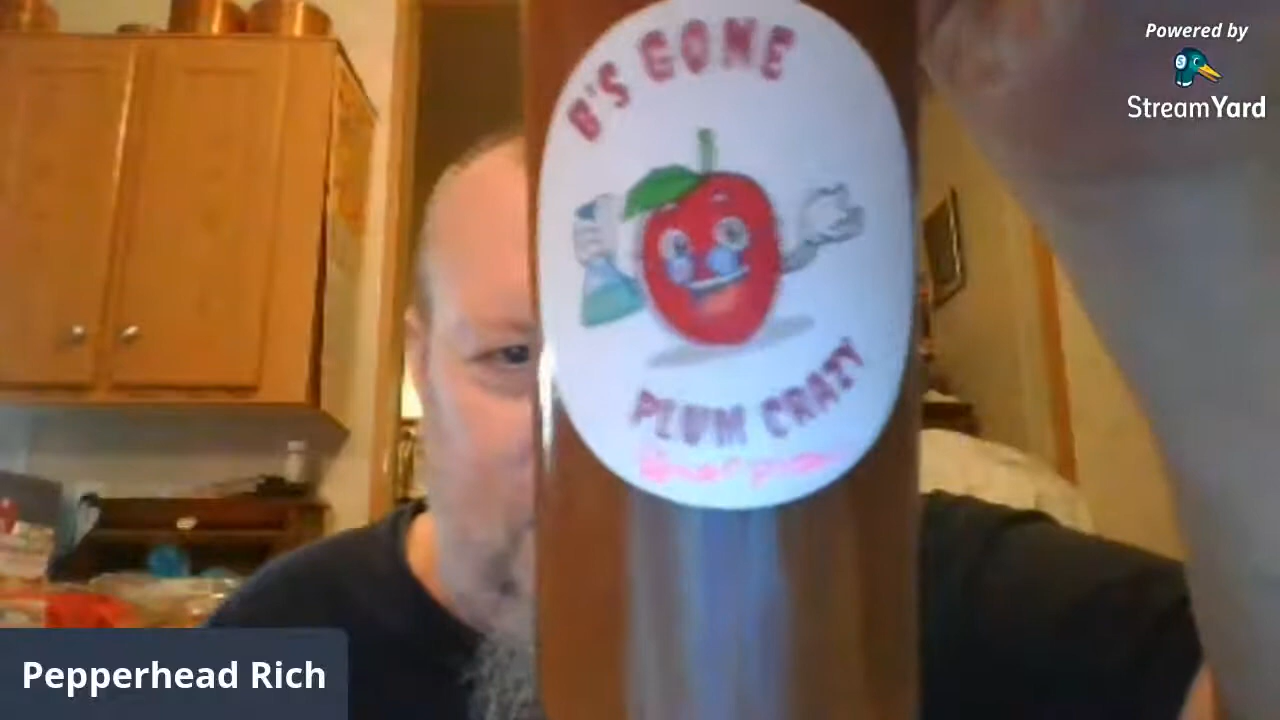 Powered by
StreamYard
B'S GONE
PLUM CRAZY
Pepperhead Rich